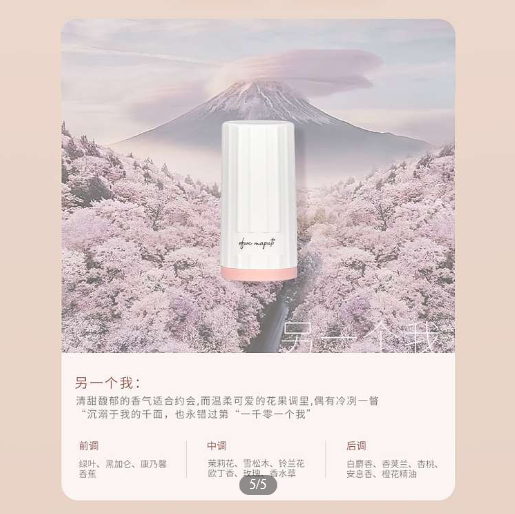 另一个我
另一个我：
清甜馥郁的香气适合约会,而温柔可爱的花果调里,偶有冷冽一瞥
“沉溺于我的千面，也永错过第“一千零一个我”
前调
绿叶、黑加仑、康乃馨
香蕉
中调
茉莉花、雪松木、铃兰花
欧丁香、玫瑰、香水草
后调
白麝香、香荚兰、杏桃、
安息香、橙花精油
5/5